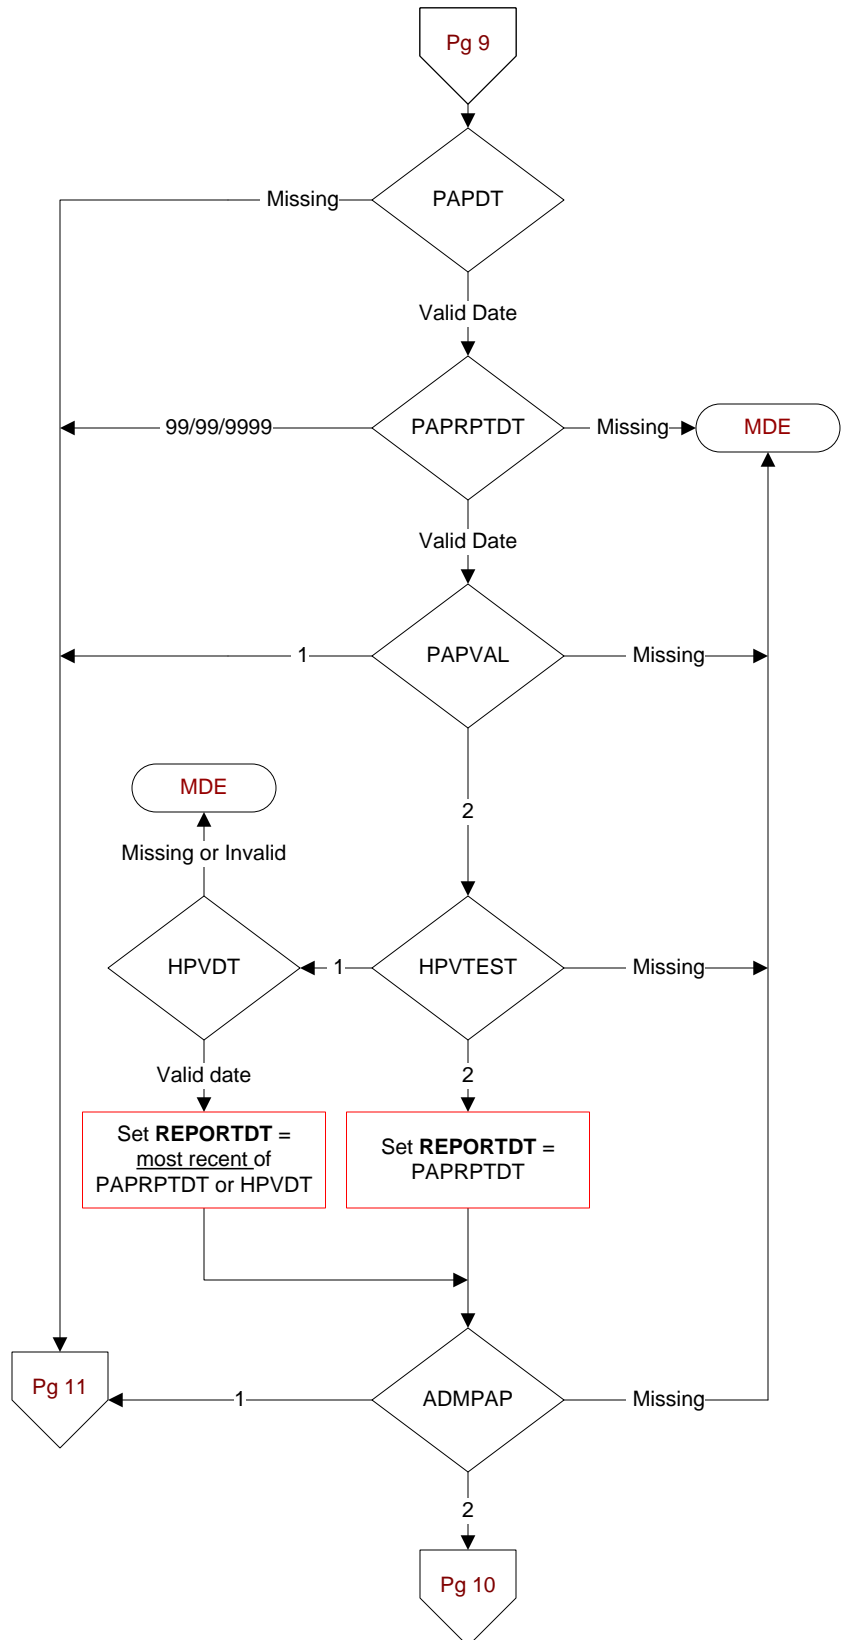 Pg 9
Missing
PAPDT
Valid Date
99/99/9999
PAPRPTDT
Missing
MDE
Valid Date
1
PAPVAL
Missing
MDE
2
Missing or Invalid
HPVDT
1
HPVTEST
Missing
Valid date
2
Set REPORTDT =
most recent of
PAPRPTDT or HPVDT
Set REPORTDT =
PAPRPTDT
Pg 11
1
ADMPAP
Missing
2
Pg 10